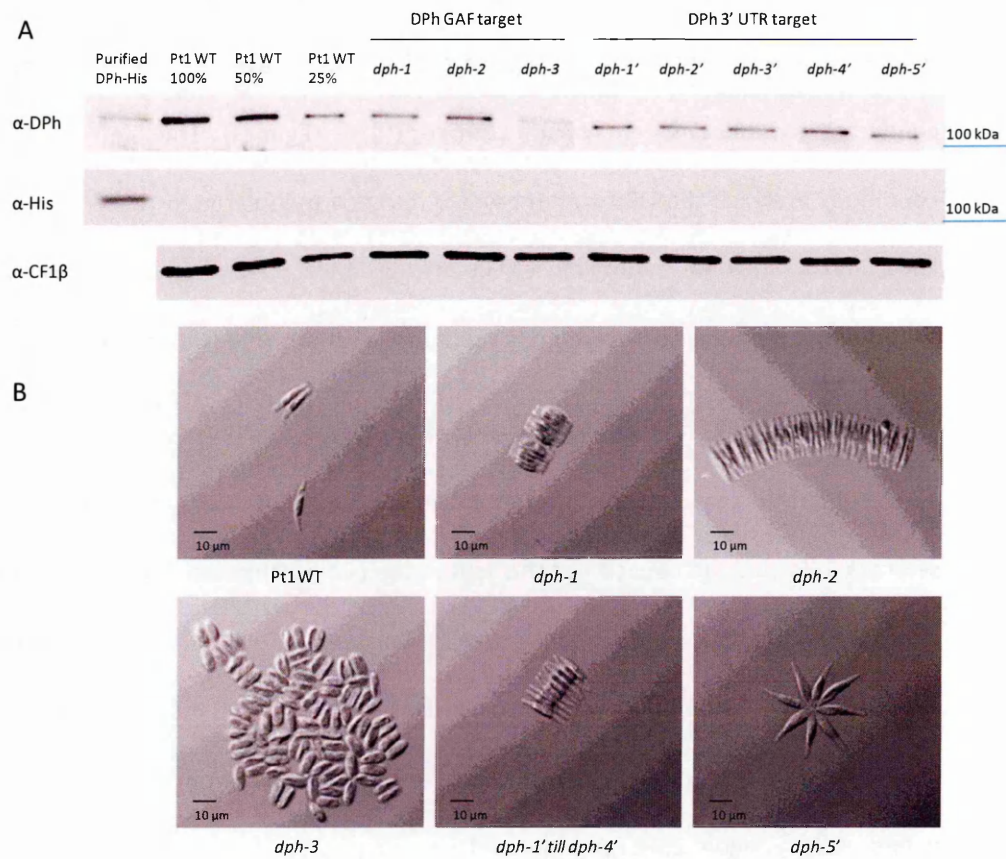 A
DPh GAF target
DPh 3' UTR target
Purified DPh-His
Pt1 WT 100%
Pt1 WT 50%
Pt1 WT 25%
dph-1
dph-2
dph-3
dph-1'
dph-2'
dph-3'
dph-4'
dph-5'
α-DPh
100 kDa
α-His
100 kDa
α-CF1β
B
10 μm
10 μm
10 μm
Pt1 WT
dph-1
dph-2
10 μm
10 μm
10 μm
dph-3
dph-1' till dph-4'
dph-5'